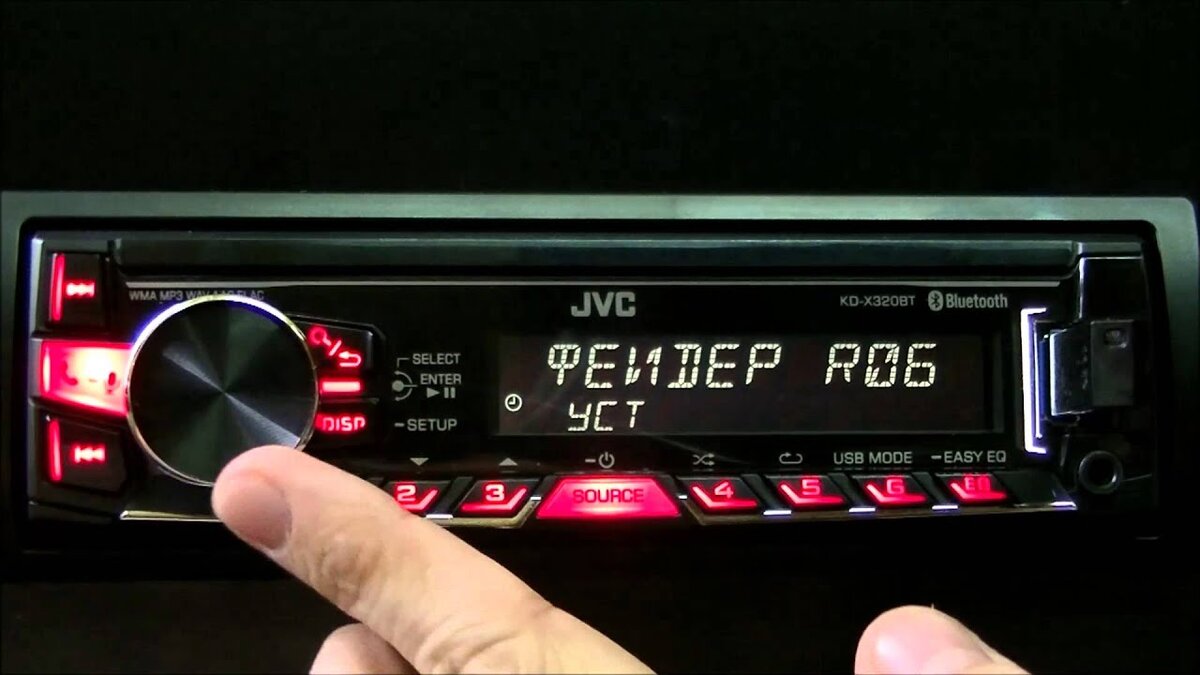 WMA MP3 WAV AAC FLAC
JVC
KD-X320BT Bluetooth
SELECT
ENTER
SETUP
DISP
ФЕИДЕР R06
УСТ
USB MODE EASY EQ
2 3 SOURCE 4 5 6 EQ